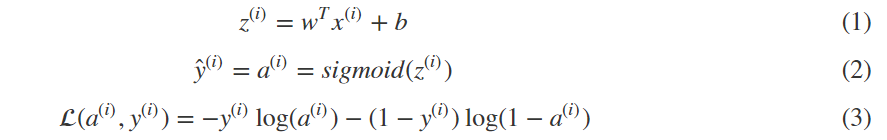 z^{(i)} = w^T x^{(i)} + b (1)
ŷ^{(i)} = a^{(i)} = sigmoid(z^{(i)}) (2)
ℒ(a^{(i)}, y^{(i)}) = −y^{(i)} log(a^{(i)}) − (1 − y^{(i)}) log(1 − a^{(i)}) (3)